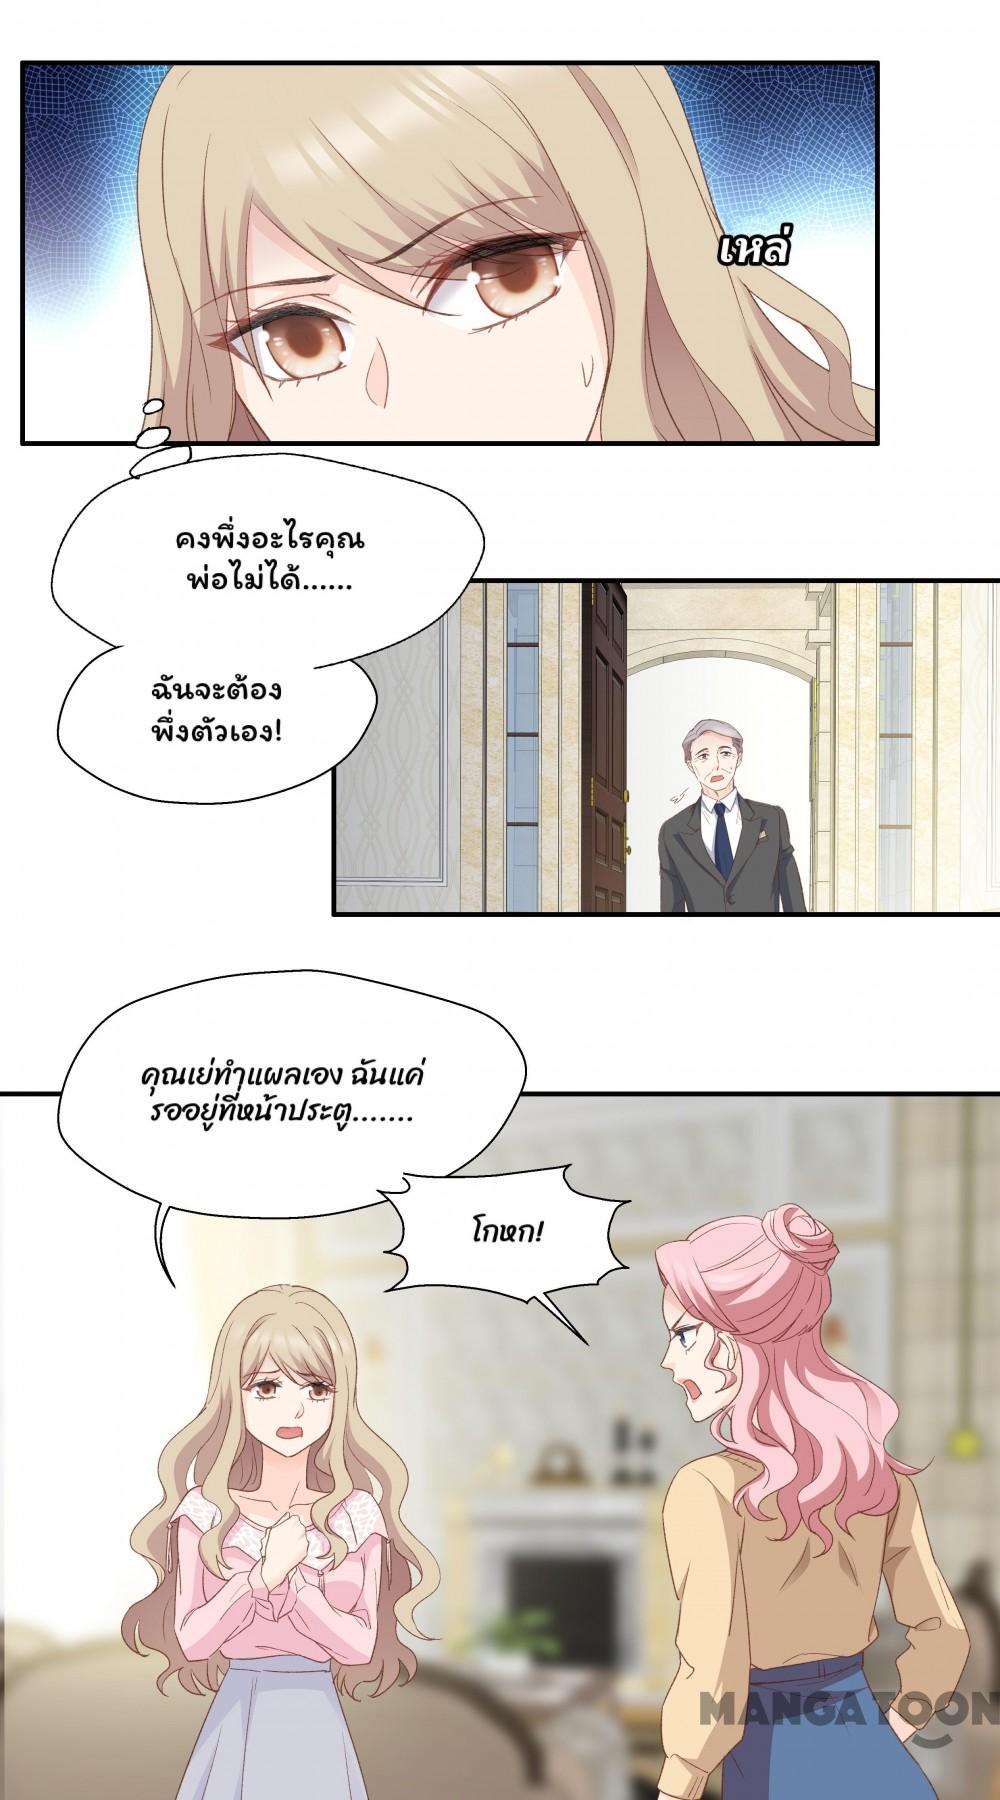 เหล่
คงพึ่งอะไรคุณ
พ่อไม่ได้......
ฉันจะต้อง
พึ่งตัวเอง!
คุณเย่ทำแผลเอง ฉันแค่
รออยู่ที่หน้าประตู.......
โกหก!
MANGATOON